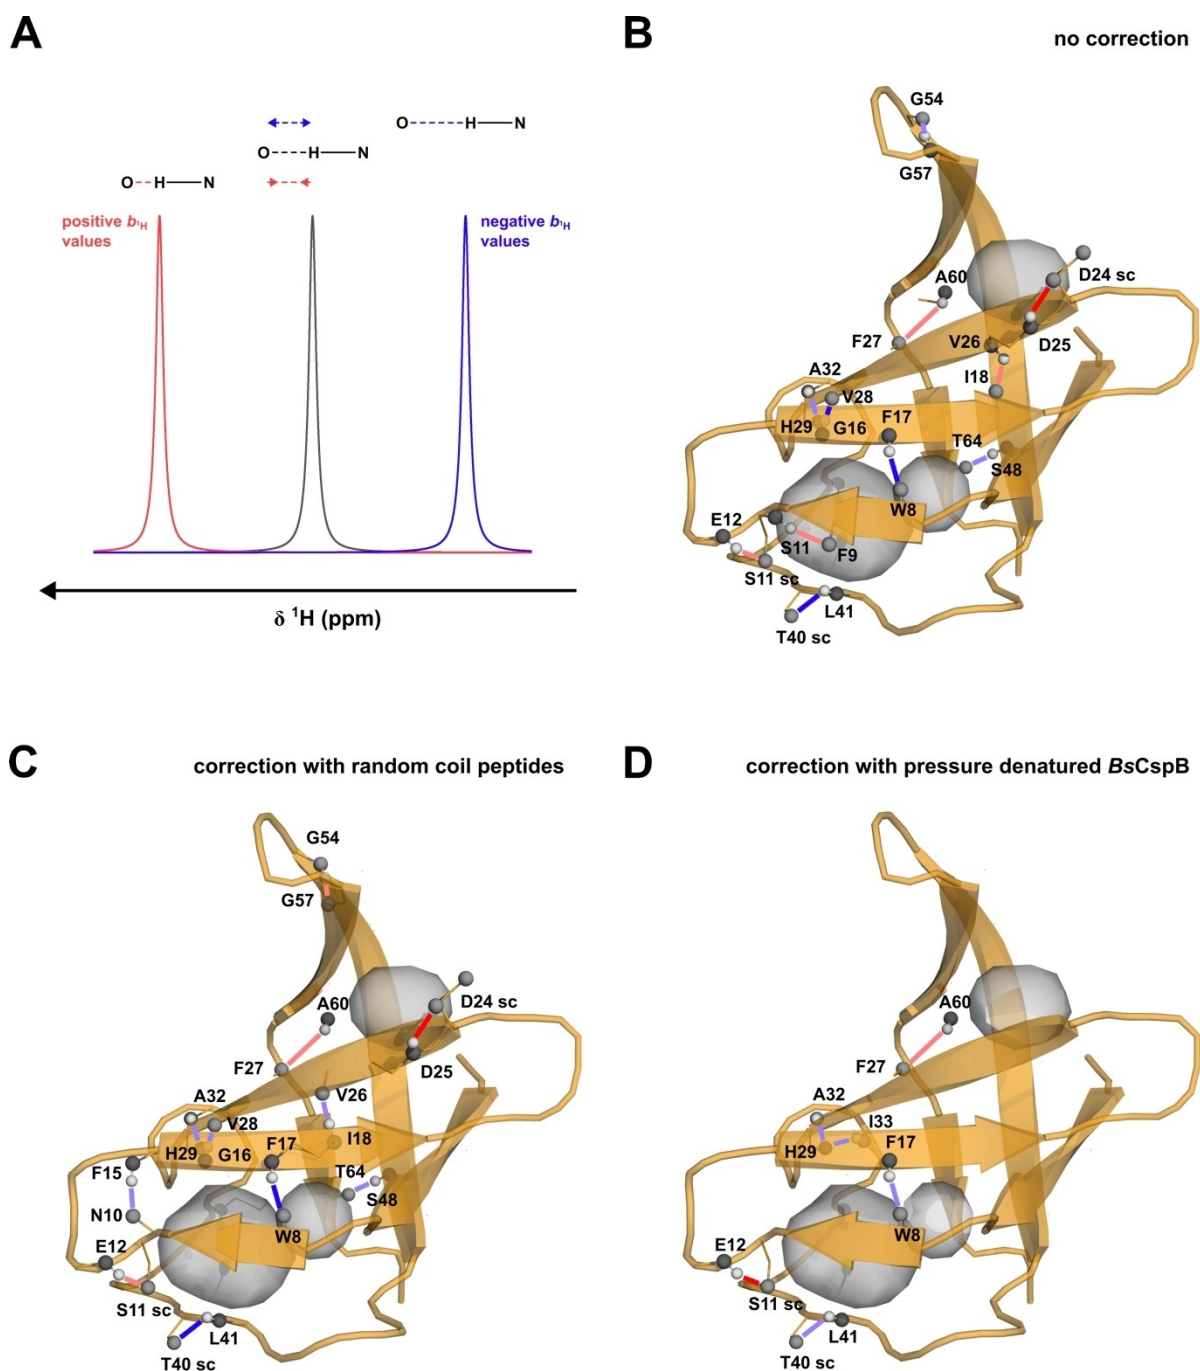 A
O H N
O H N
O H N
positive b¹H
values
negative b¹H
values
δ ¹H (ppm)
B
no correction
G54
G57
A60
D24 sc
F27
V26
D25
A32
V28
I18
H29
G16
F17
T64
S48
W8
E12
S11
F9
S11 sc
L41
T40 sc
C
correction with random coil peptides
G54
G57
A60
D24 sc
F27
D25
V26
A32
V28
H29
G16
F17
I18
F15
T64
S48
N10
W8
E12
S11 sc
L41
T40 sc
D
correction with pressure denatured BsCspB
A60
F27
A32
I33
H29
F17
W8
E12
S11 sc
L41
T40 sc